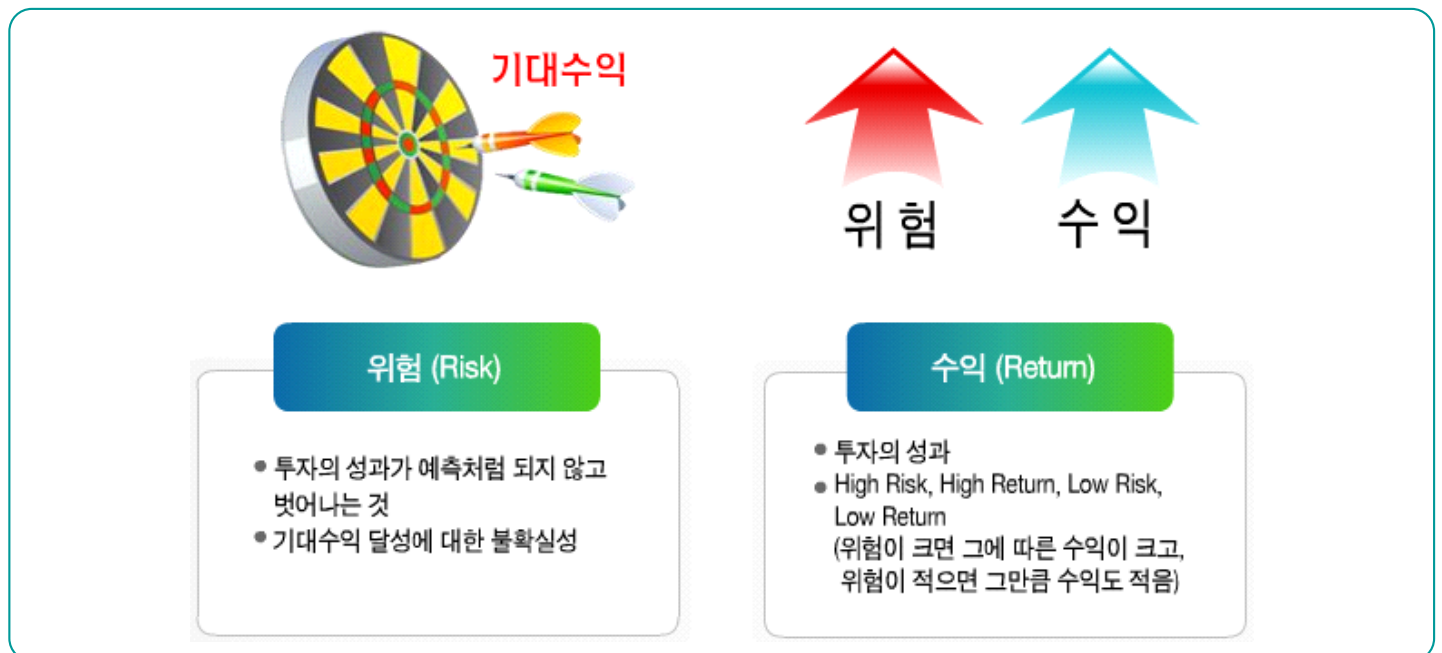 기대수익
위험 수익
위험 (Risk)
• 투자의 성과가 예측처럼 되지 않고
벗어나는 것
• 기대수익 달성에 대한 불확실성
수익 (Return)
• 투자의 성과
• High Risk, High Return, Low Risk,
Low Return
(위험이 크면 그에 따른 수익이 크고,
위험이 적으면 그만큼 수익도 적음)